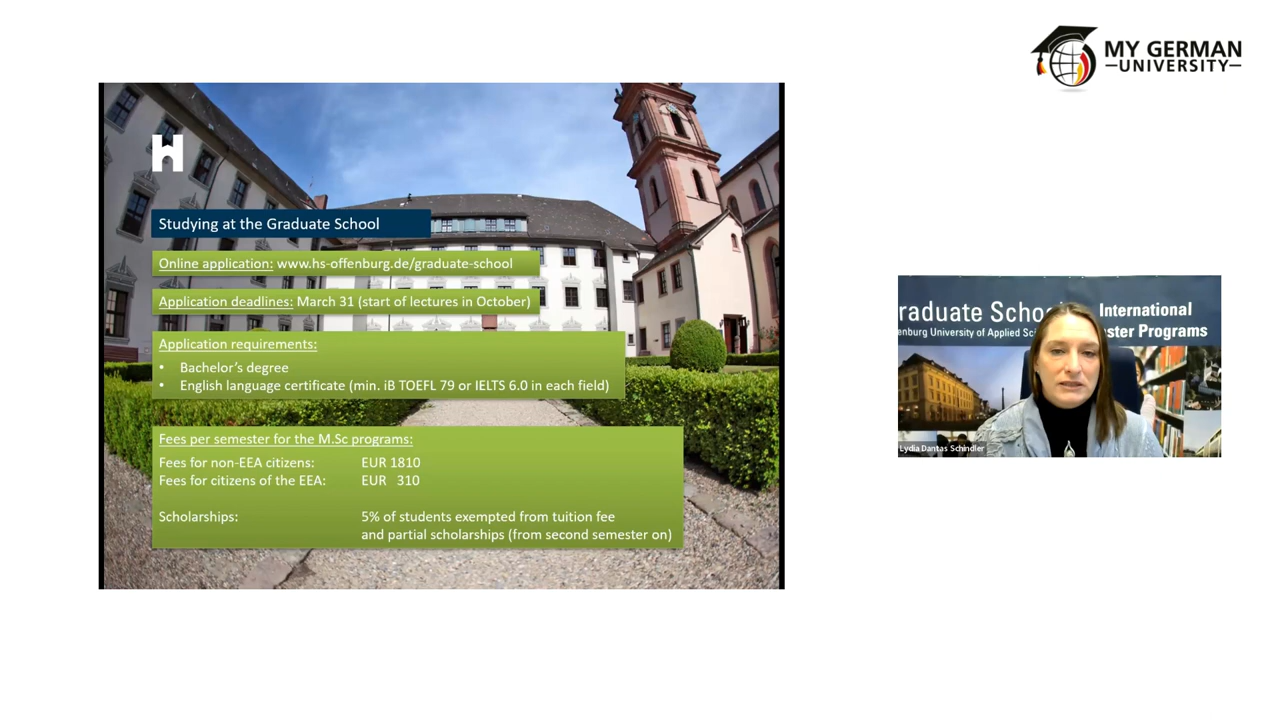 MY GERMAN
UNIVERSITY
H
Studying at the Graduate School
Online application: www.hs-offenburg.de/graduate-school
Application deadlines: March 31 (start of lectures in October)
Application requirements:
• Bachelor's degree
• English language certificate (min. iB TOEFL 79 or IELTS 6.0 in each field)
Fees per semester for the M.Sc programs:
Fees for non-EEA citizens: EUR 1810
Fees for citizens of the EEA: EUR 310
Scholarships: 5% of students exempted from tuition fee
and partial scholarships (from second semester on)
raduate Schoo
enburg University of Applied Sci
International
ster Programs
Lydia Dantas Schindler